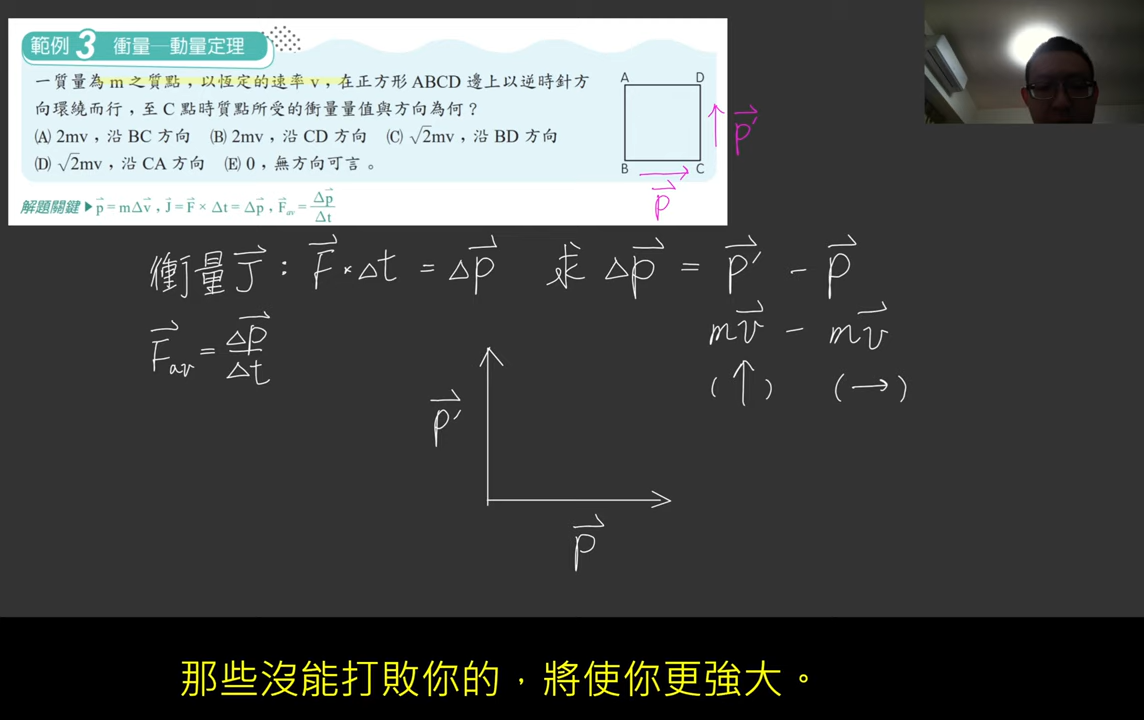 範例 3 衝量—動量定理
一質量為 m 之質點，以恆定的速率 v，在正方形 ABCD 邊上以逆時針方
向環繞而行，至 C 點時質點所受的衝量量值與方向為何？
(A) 2mv，沿 BC 方向 (B) 2mv，沿 CD 方向 (C) √2mv，沿 BD 方向
(D) √2mv，沿 CA 方向 (E) 0，無方向可言。
解題關鍵▶p⃗ = mΔv⃗，J⃗ = F⃗ × Δt = Δp⃗，F⃗av = Δp⃗/Δt
A D
B C
p⃗′
p⃗
衝量 J⃗：F⃗×Δt = Δp⃗ 求 Δp⃗ = p⃗′ − p⃗
mv⃗ − mv⃗
(↑) (→)
F⃗av = Δp⃗/Δt
p⃗′
p⃗
那些沒能打敗你的，將使你更強大。